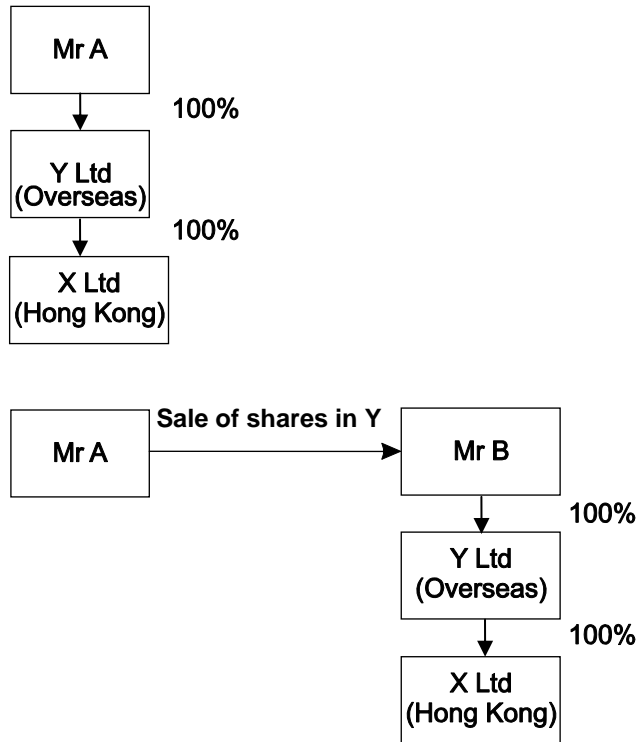 Mr A
100%
Y Ltd
(Overseas)
100%
X Ltd
(Hong Kong)
Sale of shares in Y
Mr A
Mr B
100%
Y Ltd
(Overseas)
100%
X Ltd
(Hong Kong)